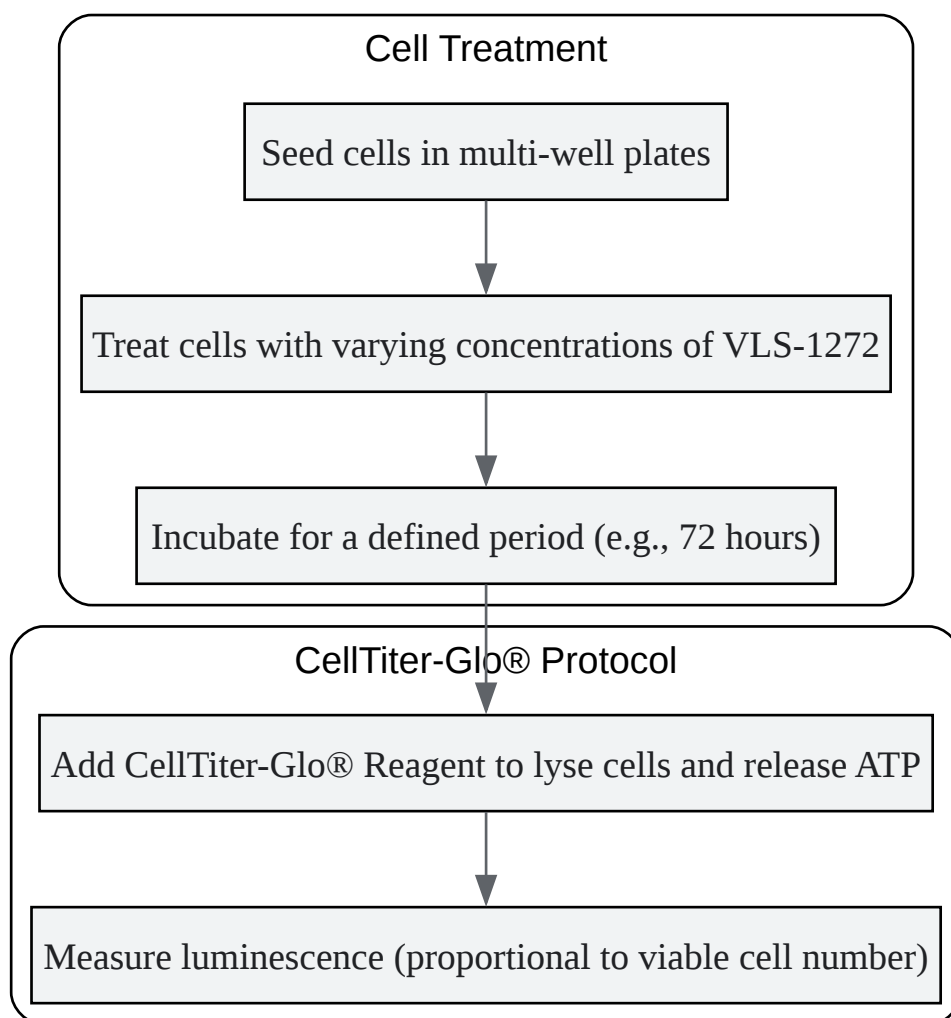 Cell Treatment
Seed cells in multi-well plates
Treat cells with varying concentrations of VLS-1272
Incubate for a defined period (e.g., 72 hours)
CellTiter-Glo® Protocol
Add CellTiter-Glo® Reagent to lyse cells and release ATP
Measure luminescence (proportional to viable cell number)